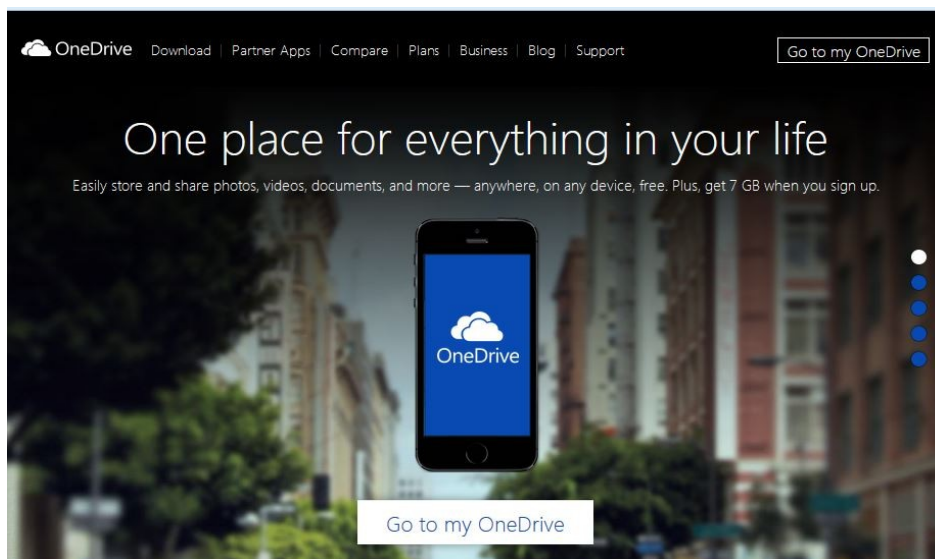 OneDrive Download | Partner Apps | Compare | Plans | Business | Blog | Support Go to my OneDrive
One place for everything in your life
Easily store and share photos, videos, documents, and more — anywhere, on any device, free. Plus, get 7 GB when you sign up.
OneDrive
Go to my OneDrive